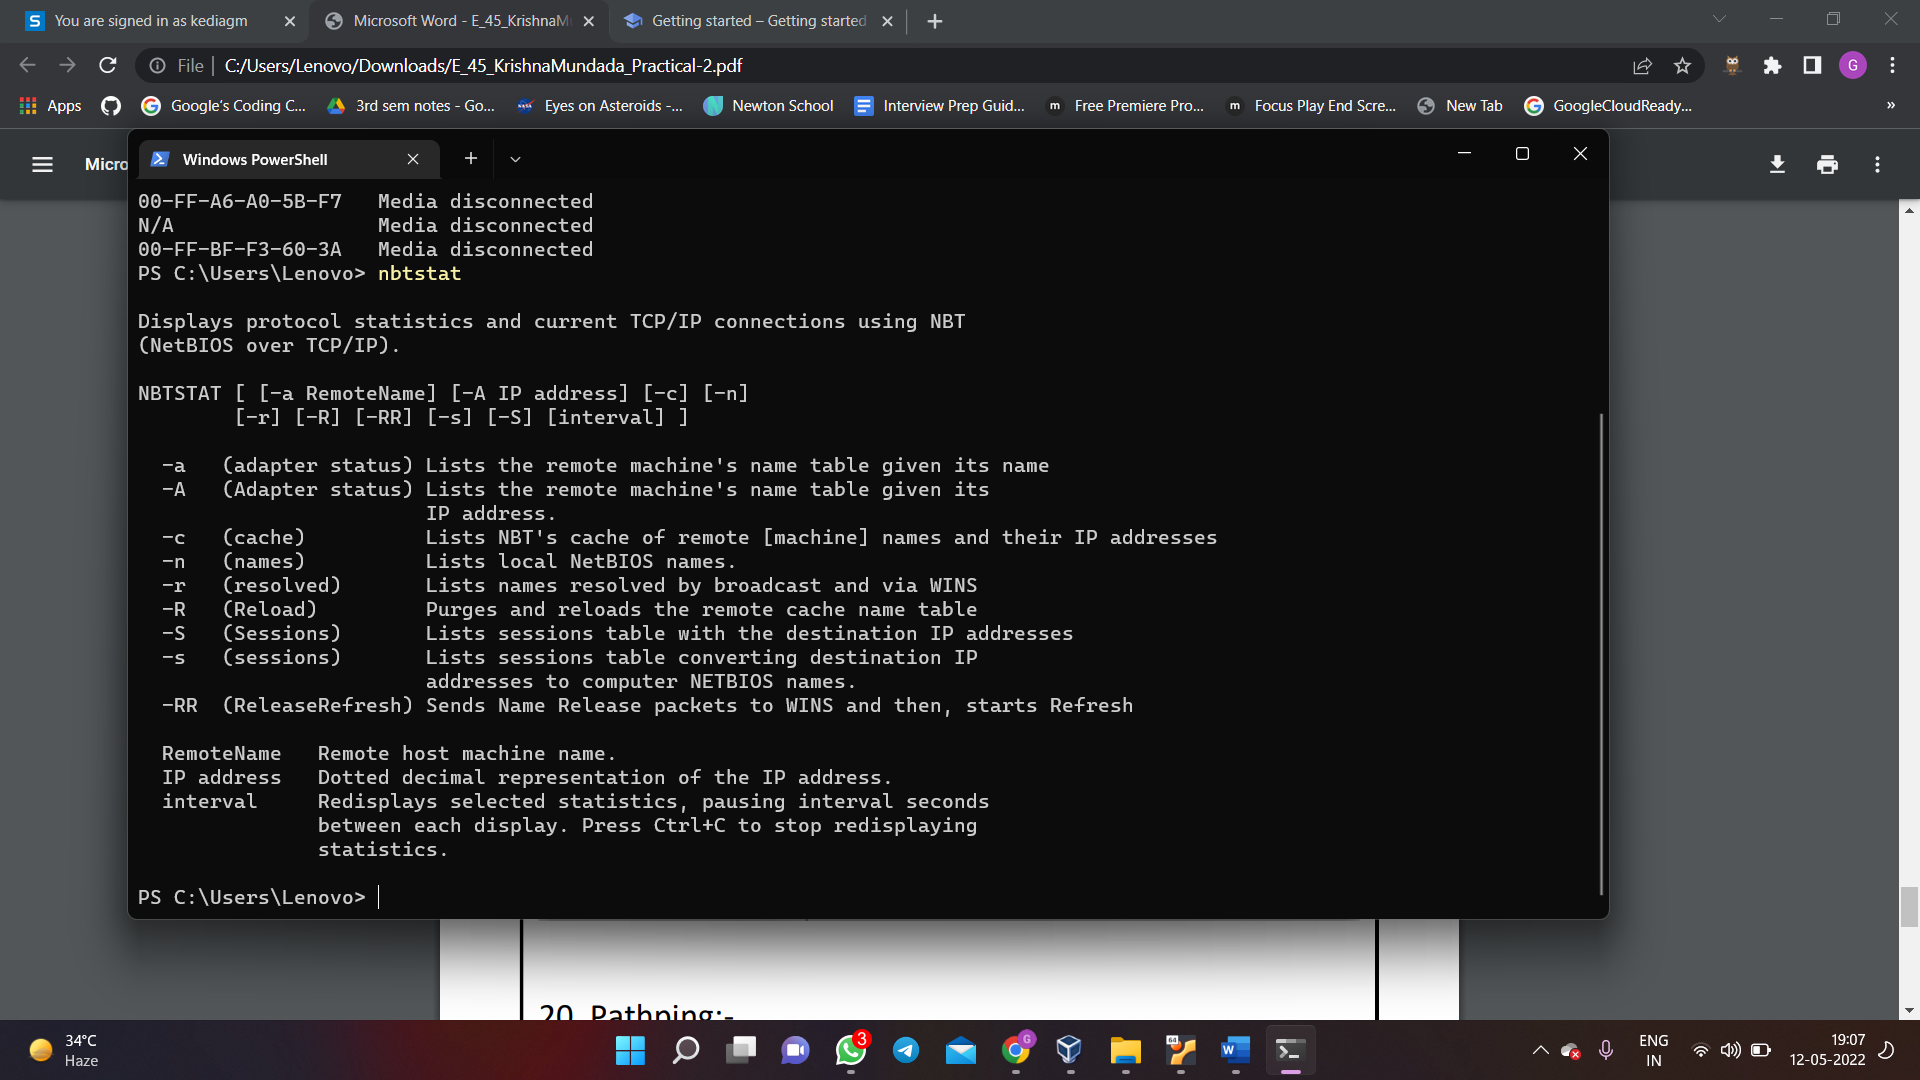 You are signed in as kediagm
Microsoft Word - E_45_KrishnaM
Getting started – Getting started
File
C:/Users/Lenovo/Downloads/E_45_KrishnaMundada_Practical-2.pdf
G
Apps
Google's Coding C...
3rd sem notes - Go...
Eyes on Asteroids -...
Newton School
Interview Prep Guid...
Free Premiere Pro...
Focus Play End Scre...
New Tab
GoogleCloudReady...
»
Micro
Windows PowerShell
00-FF-A6-A0-5B-F7   Media disconnected
N/A                 Media disconnected
00-FF-BF-F3-60-3A   Media disconnected
PS C:\Users\Lenovo> nbtstat
Displays protocol statistics and current TCP/IP connections using NBT
(NetBIOS over TCP/IP).
NBTSTAT [ [-a RemoteName] [-A IP address] [-c] [-n]
        [-r] [-R] [-RR] [-s] [-S] [interval] ]
  -a   (adapter status) Lists the remote machine's name table given its name
  -A   (Adapter status) Lists the remote machine's name table given its
                        IP address.
  -c   (cache)          Lists NBT's cache of remote [machine] names and their IP addresses
  -n   (names)          Lists local NetBIOS names.
  -r   (resolved)       Lists names resolved by broadcast and via WINS
  -R   (Reload)         Purges and reloads the remote cache name table
  -S   (Sessions)       Lists sessions table with the destination IP addresses
  -s   (sessions)       Lists sessions table converting destination IP
                        addresses to computer NETBIOS names.
  -RR  (ReleaseRefresh) Sends Name Release packets to WINS and then, starts Refresh
  RemoteName   Remote host machine name.
  IP address   Dotted decimal representation of the IP address.
  interval     Redisplays selected statistics, pausing interval seconds
               between each display. Press Ctrl+C to stop redisplaying
               statistics.
PS C:\Users\Lenovo>
20. Pathping:-
34°C
Haze
3
G
64
ENG
IN
19:07
12-05-2022